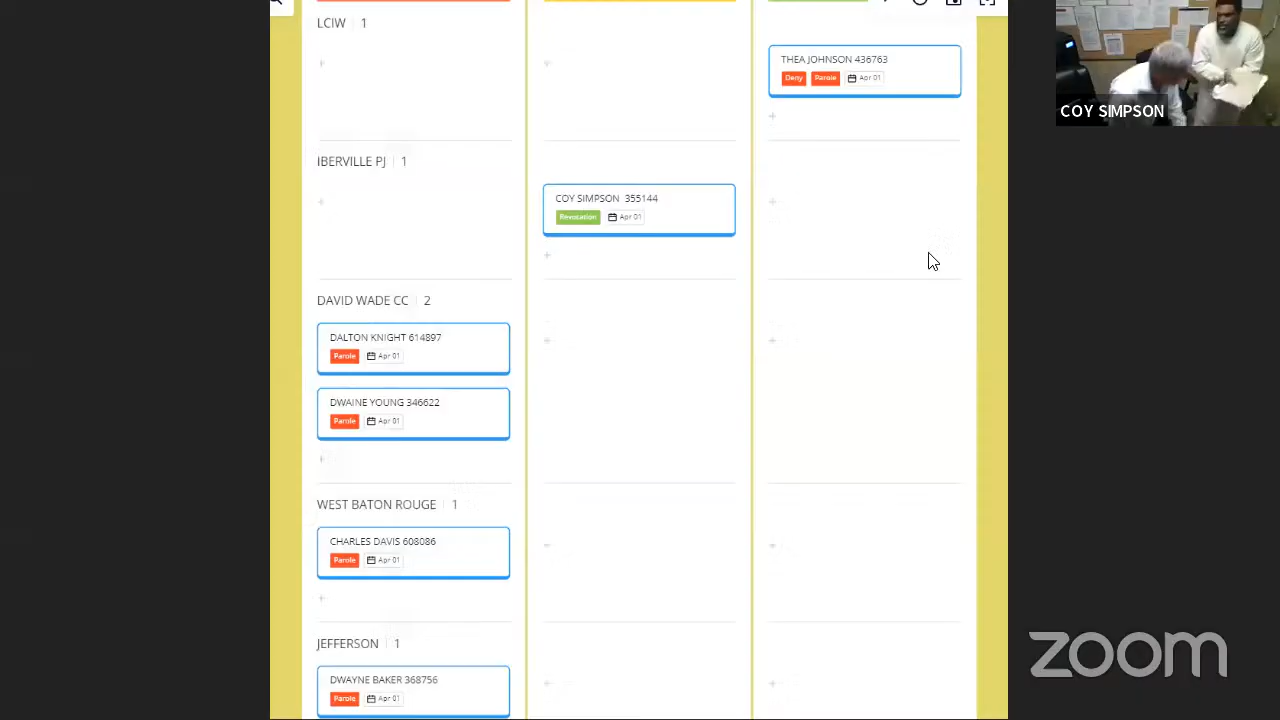 LCIW 1
THEA JOHNSON 436763
Deny Parole Apr 01
IBERVILLE PJ 1
COY SIMPSON 355144
Revocation Apr 01
DAVID WADE CC 2
DALTON KNIGHT 614897
Parole Apr 01
DWAINE YOUNG 346622
Parole Apr 01
WEST BATON ROUGE 1
CHARLES DAVIS 608086
Parole Apr 01
JEFFERSON 1
DWAYNE BAKER 368756
Parole Apr 01
COY SIMPSON
zoom